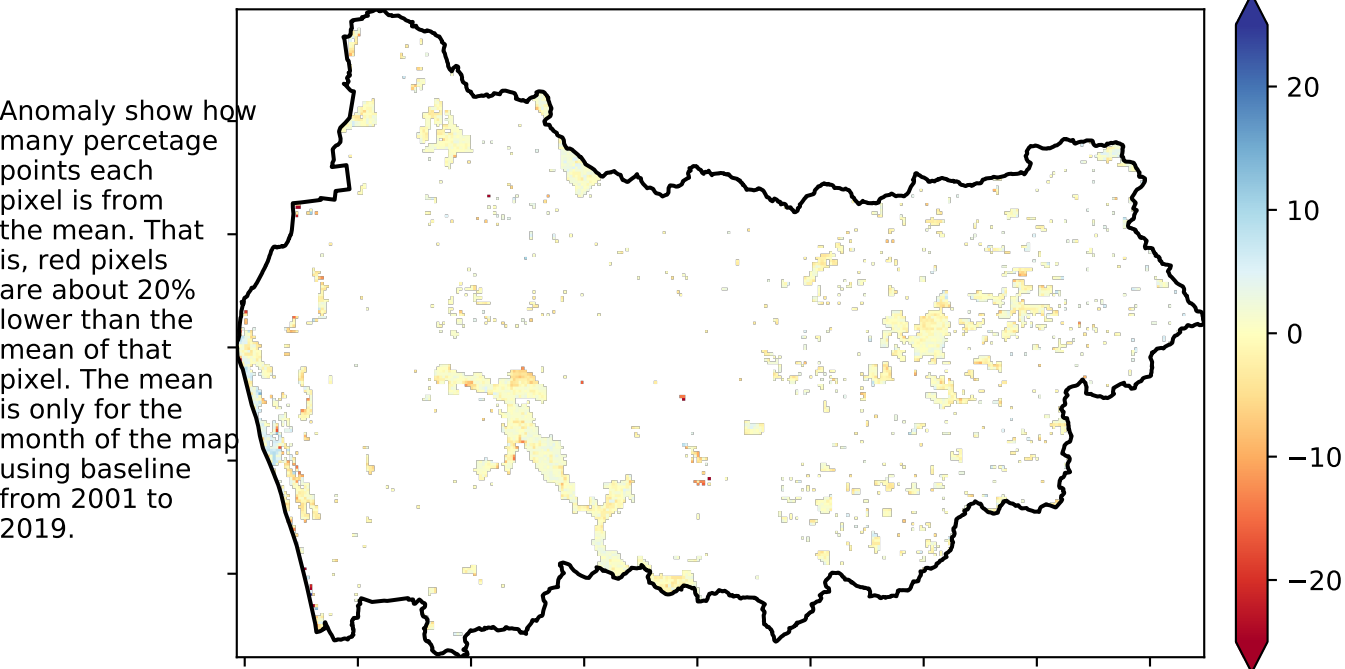 Anomaly show how
many percetage
points each
pixel is from
the mean. That
is, red pixels
are about 20%
lower than the
mean of that
pixel. The mean
is only for the
month of the map
using baseline
from 2001 to
2019.
20
10
0
−10
−20